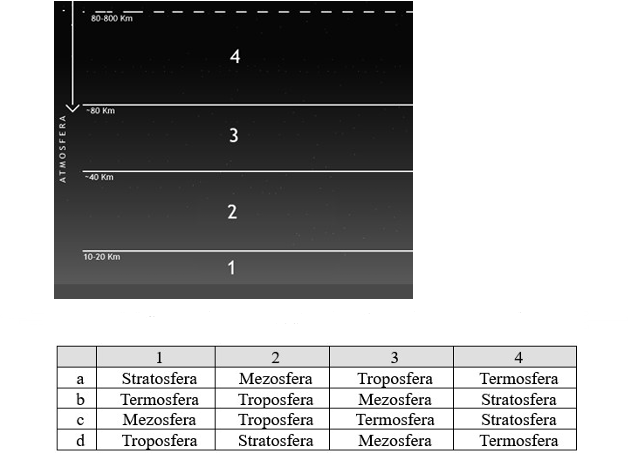 80-800 Km
4
~80 Km
3
ATMOSFERA
~40 Km
2
10-20 Km
1
1 2 3 4
a Stratosfera Mezosfera Troposfera Termosfera
b Termosfera Troposfera Mezosfera Stratosfera
c Mezosfera Troposfera Termosfera Stratosfera
d Troposfera Stratosfera Mezosfera Termosfera